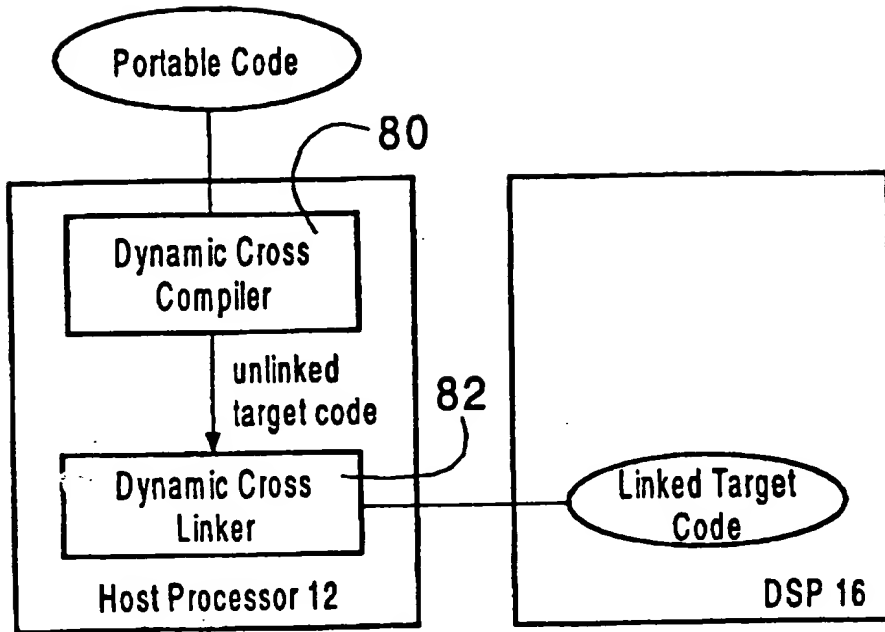 Portable Code
80
Dynamic Cross
Compiler
unlinked
target code
82
Dynamic Cross
Linker
Host Processor 12
Linked Target
Code
DSP 16